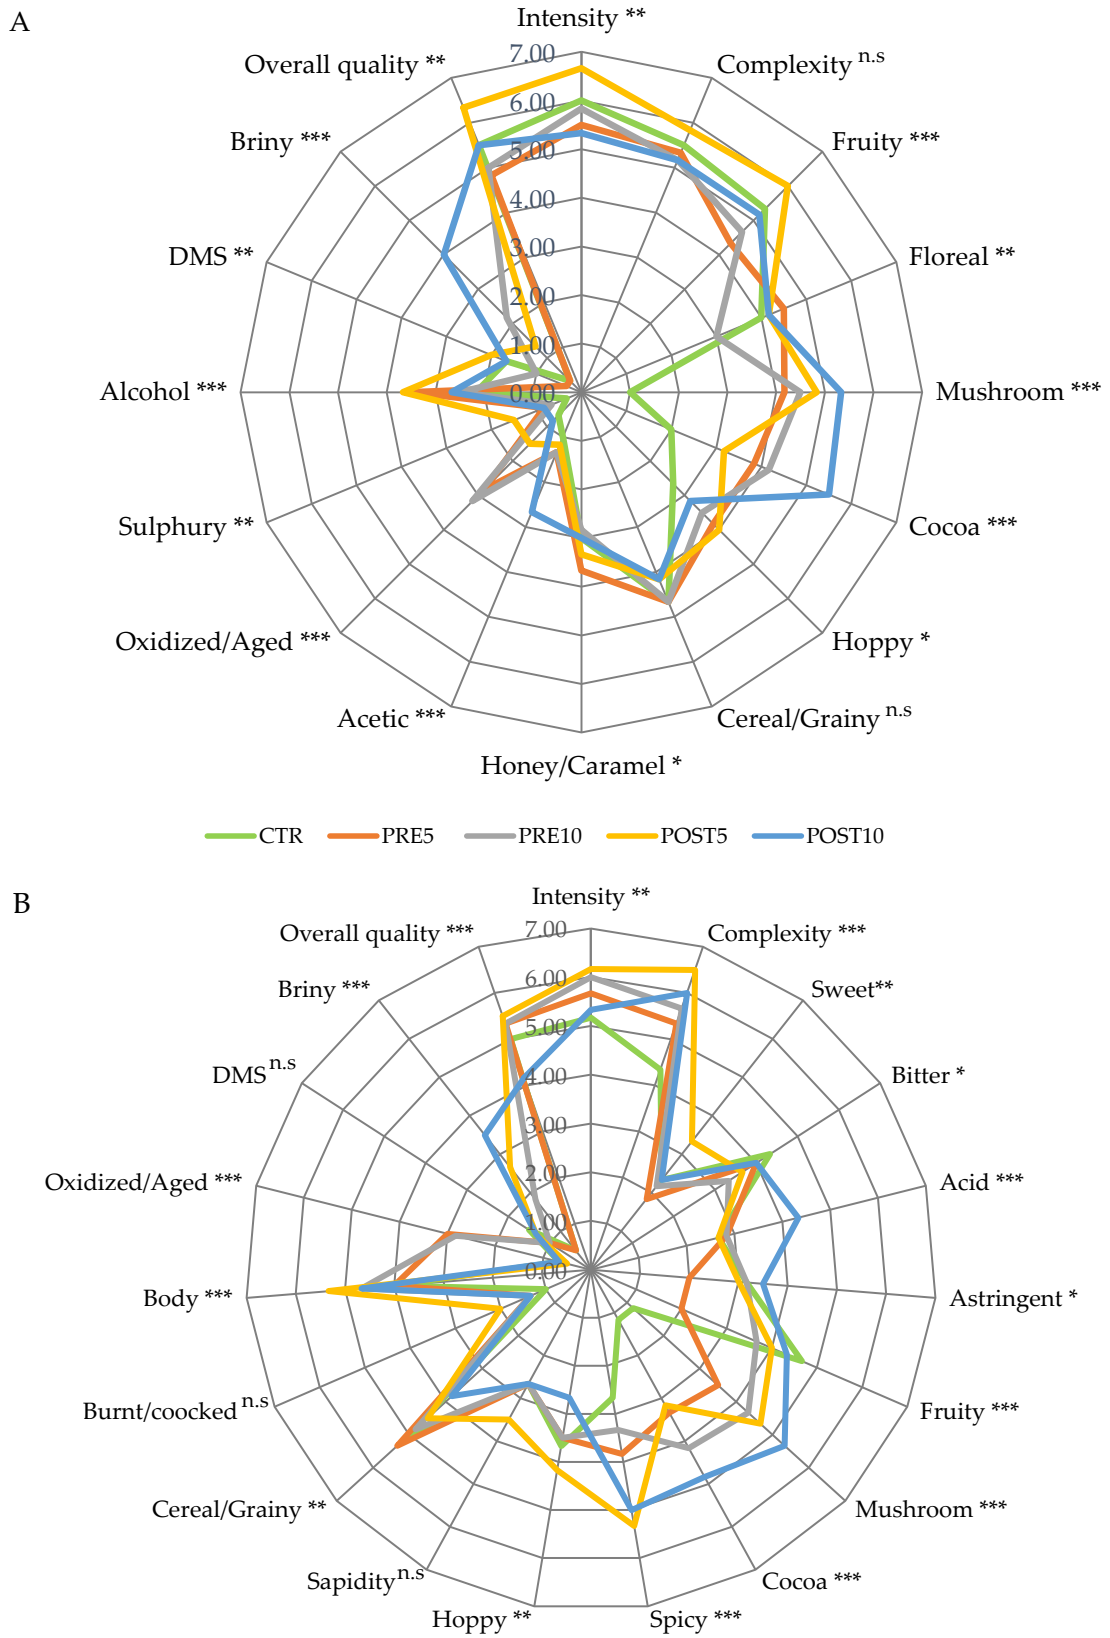 A
Intensity **
7.00
Overall quality **
Complexity n.s
6.00
Briny ***
Fruity ***
5.00
4.00
DMS **
Floreal **
3.00
2.00
1.00
Alcohol ***
0.00
Mushroom ***
Sulphury **
Cocoa ***
Oxidized/Aged ***
Hoppy *
Acetic ***
Cereal/Grainy n.s
Honey/Caramel *
CTR PRE5 PRE10 POST5 POST10
B
Intensity **
7.00
Overall quality ***
Complexity ***
6.00
Briny ***
Sweet**
5.00
DMS n.s
Bitter *
4.00
3.00
Oxidized/Aged ***
Acid ***
2.00
1.00
0.00
Body ***
Astringent *
Burnt/coocked n.s
Fruity ***
Cereal/Grainy **
Mushroom ***
Sapidity n.s
Cocoa ***
Hoppy **
Spicy ***